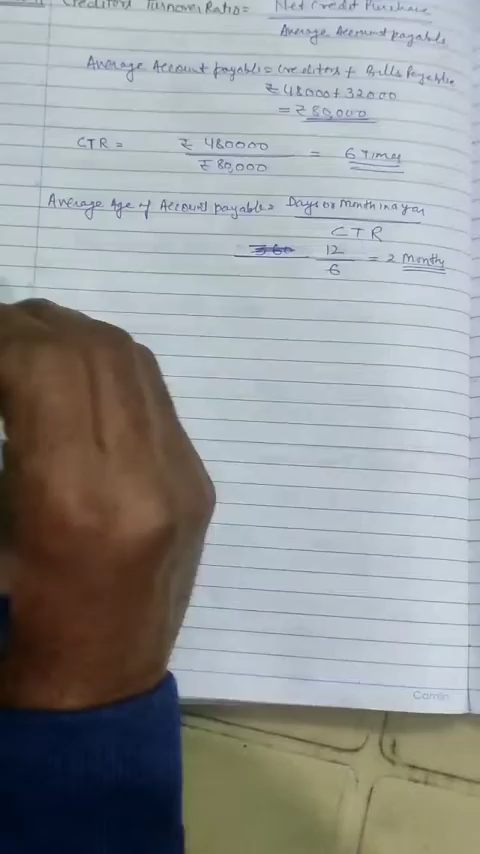 Creditors Turnover Ratio = Net Credit Purchase
Average Account payable
Average Account payable = Creditors + Bills Payable
₹ 48000 + 32000
= ₹ 80,000
CTR = ₹ 480000 = 6 Times
₹ 80,000
Average Age of Account payable = Days or Month in a year
CTR
360 12 = 2 Month
6
Camlin